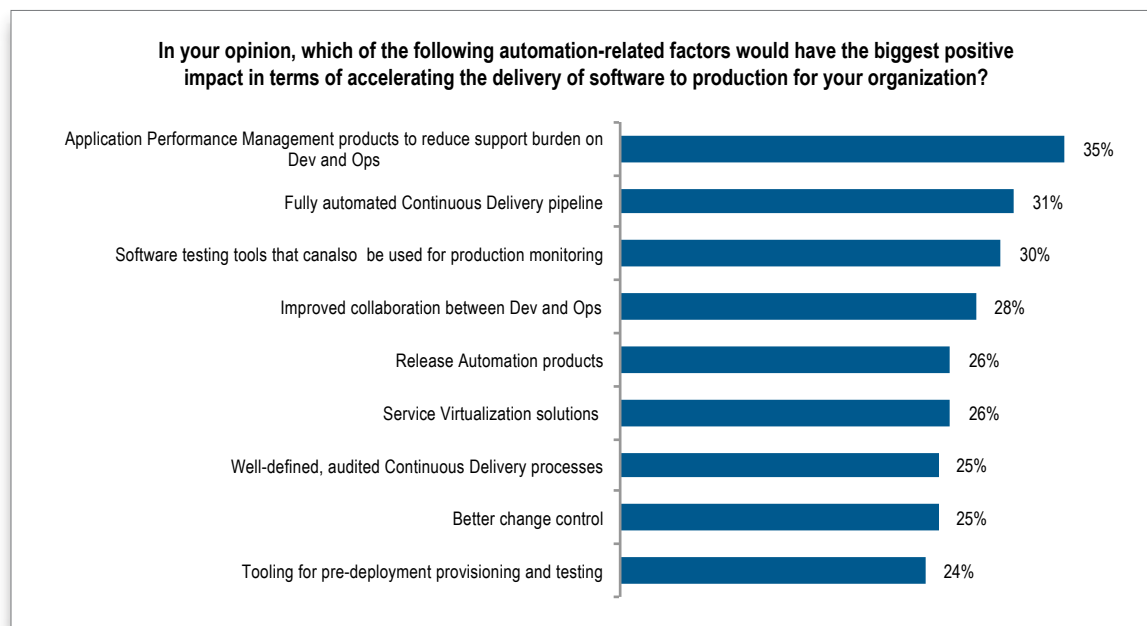 In your opinion, which of the following automation-related factors would have the biggest positive
impact in terms of accelerating the delivery of software to production for your organization?
Application Performance Management products to reduce support burden on
Dev and Ops
35%
Fully automated Continuous Delivery pipeline
31%
Software testing tools that canalso  be used for production monitoring
30%
Improved collaboration between Dev and Ops
28%
Release Automation products
26%
Service Virtualization solutions
26%
Well-defined, audited Continuous Delivery processes
25%
Better change control
25%
Tooling for pre-deployment provisioning and testing
24%